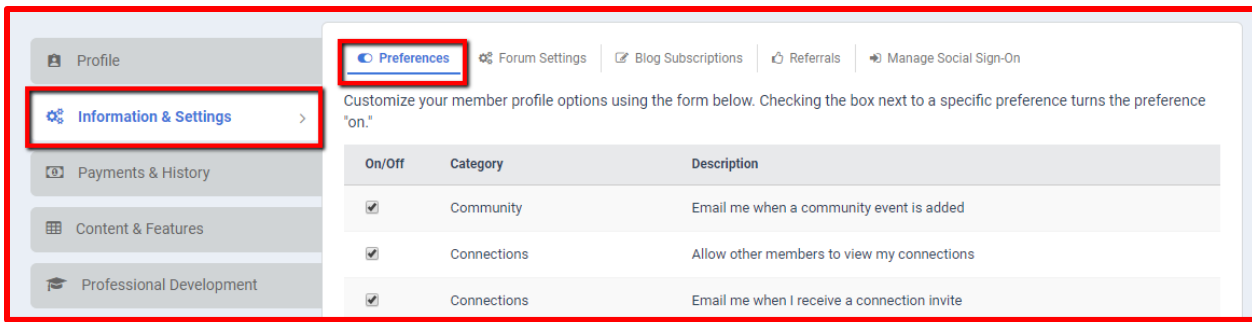 Profile
Information & Settings
Payments & History
Content & Features
Professional Development
Preferences Forum Settings Blog Subscriptions Referrals Manage Social Sign-On
Customize your member profile options using the form below. Checking the box next to a specific preference turns the preference
"on."
On/Off Category Description
Community Email me when a community event is added
Connections Allow other members to view my connections
Connections Email me when I receive a connection invite